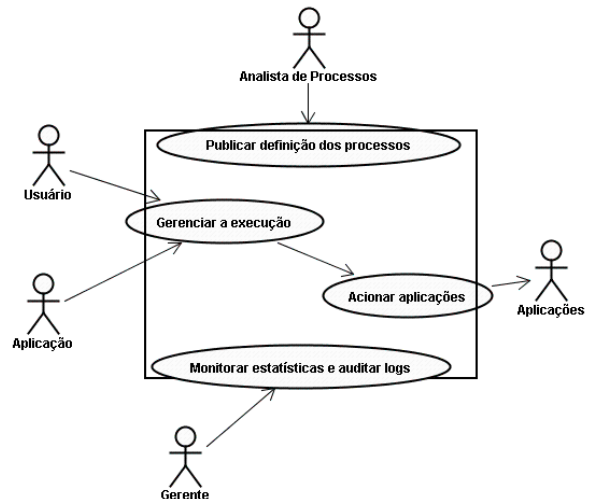 Analista de Processos
Publicar definição dos processos
Usuário
Gerenciar a execução
Acionar aplicações
Aplicações
Aplicação
Monitorar estatísticas e auditar logs
Gerente